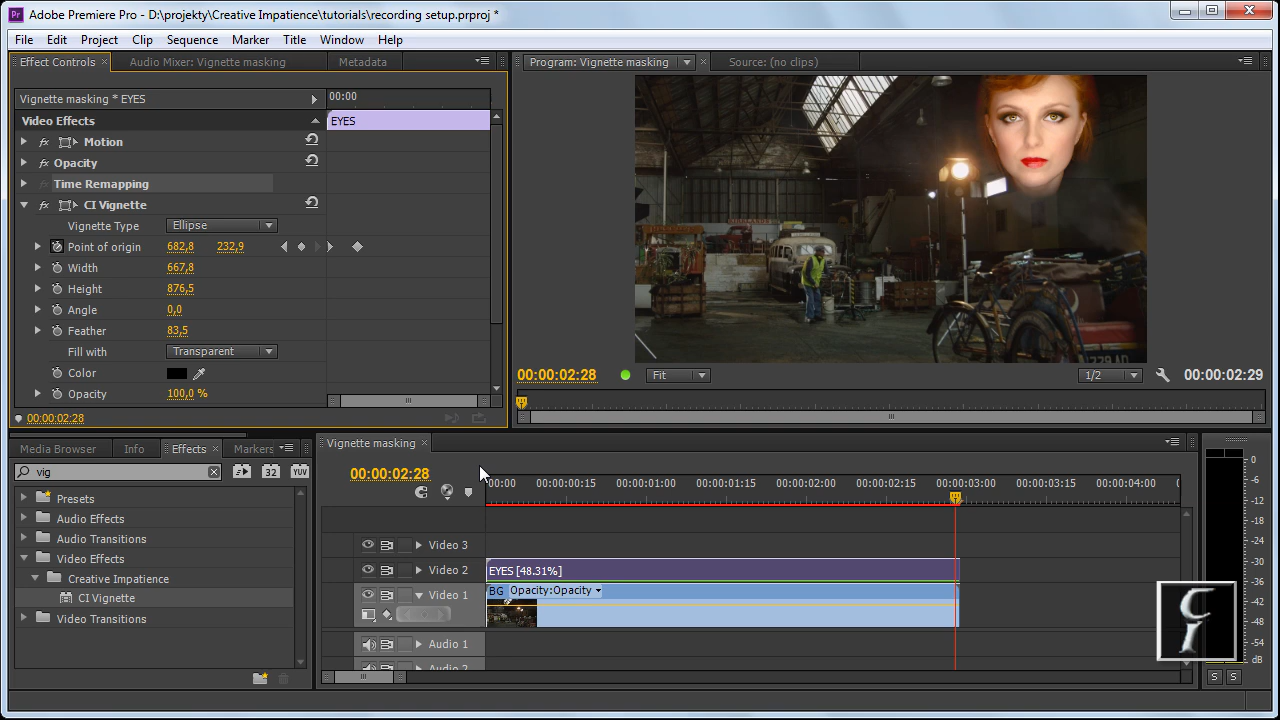 Adobe Premiere Pro - D:\projekty\Creative Impatience\tutorials\recording setup.prproj *
File Edit Project Clip Sequence Marker Title Window Help
Effect Controls Audio Mixer: Vignette masking Metadata
Program: Vignette masking Source: (no clips)
Vignette masking * EYES 00:00
Video Effects EYES
Motion
Opacity
Time Remapping
CI Vignette
Vignette Type Ellipse
Point of origin 682,8 232,9
Width 667,8
Height 876,5
Angle 0,0
Feather 83,5
Fill with Transparent
Color
Opacity 100,0 %
00:00:02:28
00:00:02:28 Fit 1/2 00:00:02:29
Media Browser Info Effects Markers
vig 32 YUV
Presets
Audio Effects
Audio Transitions
Video Effects
Creative Impatience
CI Vignette
Video Transitions
Vignette masking
00:00:02:28
00:00 00:00:00:15 00:00:01:00 00:00:01:15 00:00:02:00 00:00:02:15 00:00:03:00 00:00:03:15 00:00:04:00
Video 3
Video 2 EYES [48.31%]
Video 1 BG Opacity:Opacity
Audio 1
Audio 2
0
-6
-12
-18
-24
-30
-36
-42
-48
-54
dB
S S
CI